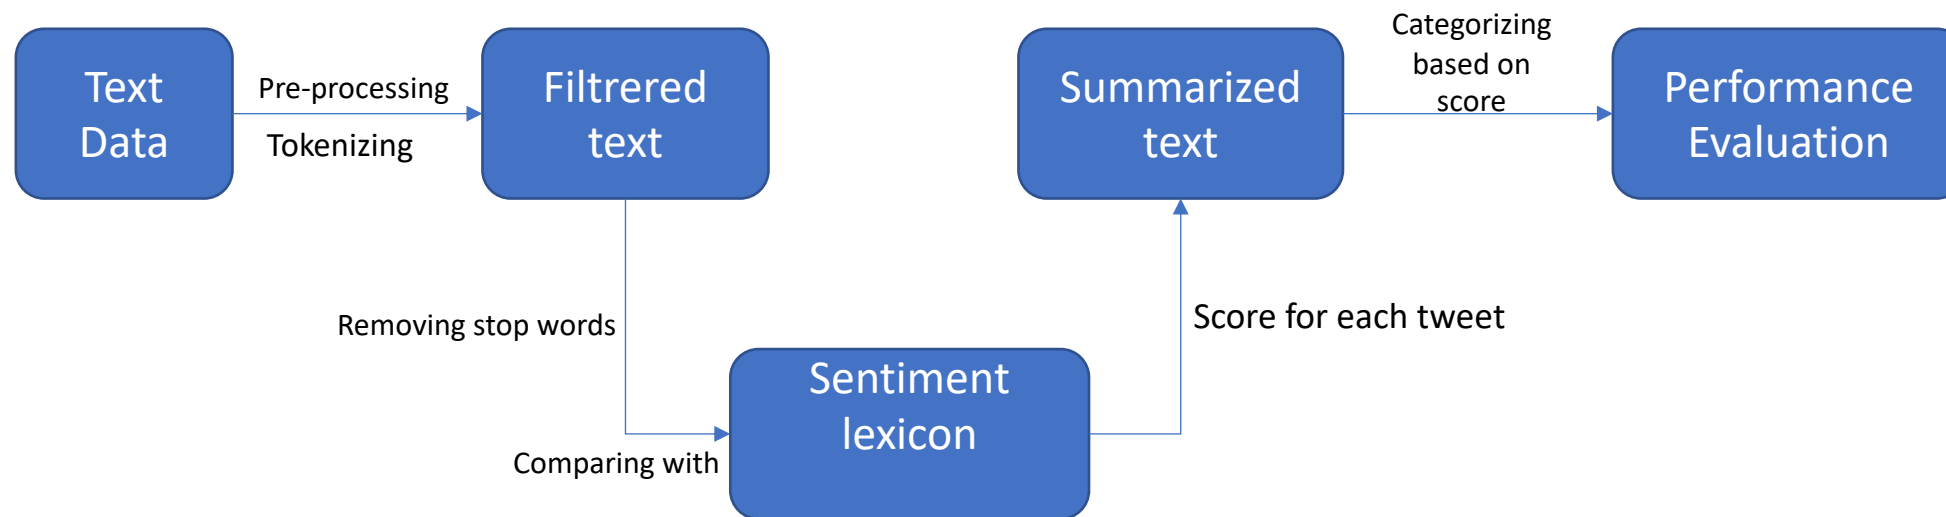 Text
Data
Pre-processing
Tokenizing
Filtrered
text
Removing stop words
Comparing with
Sentiment
lexicon
Score for each tweet
Summarized
text
Categorizing
based on
score
Performance
Evaluation